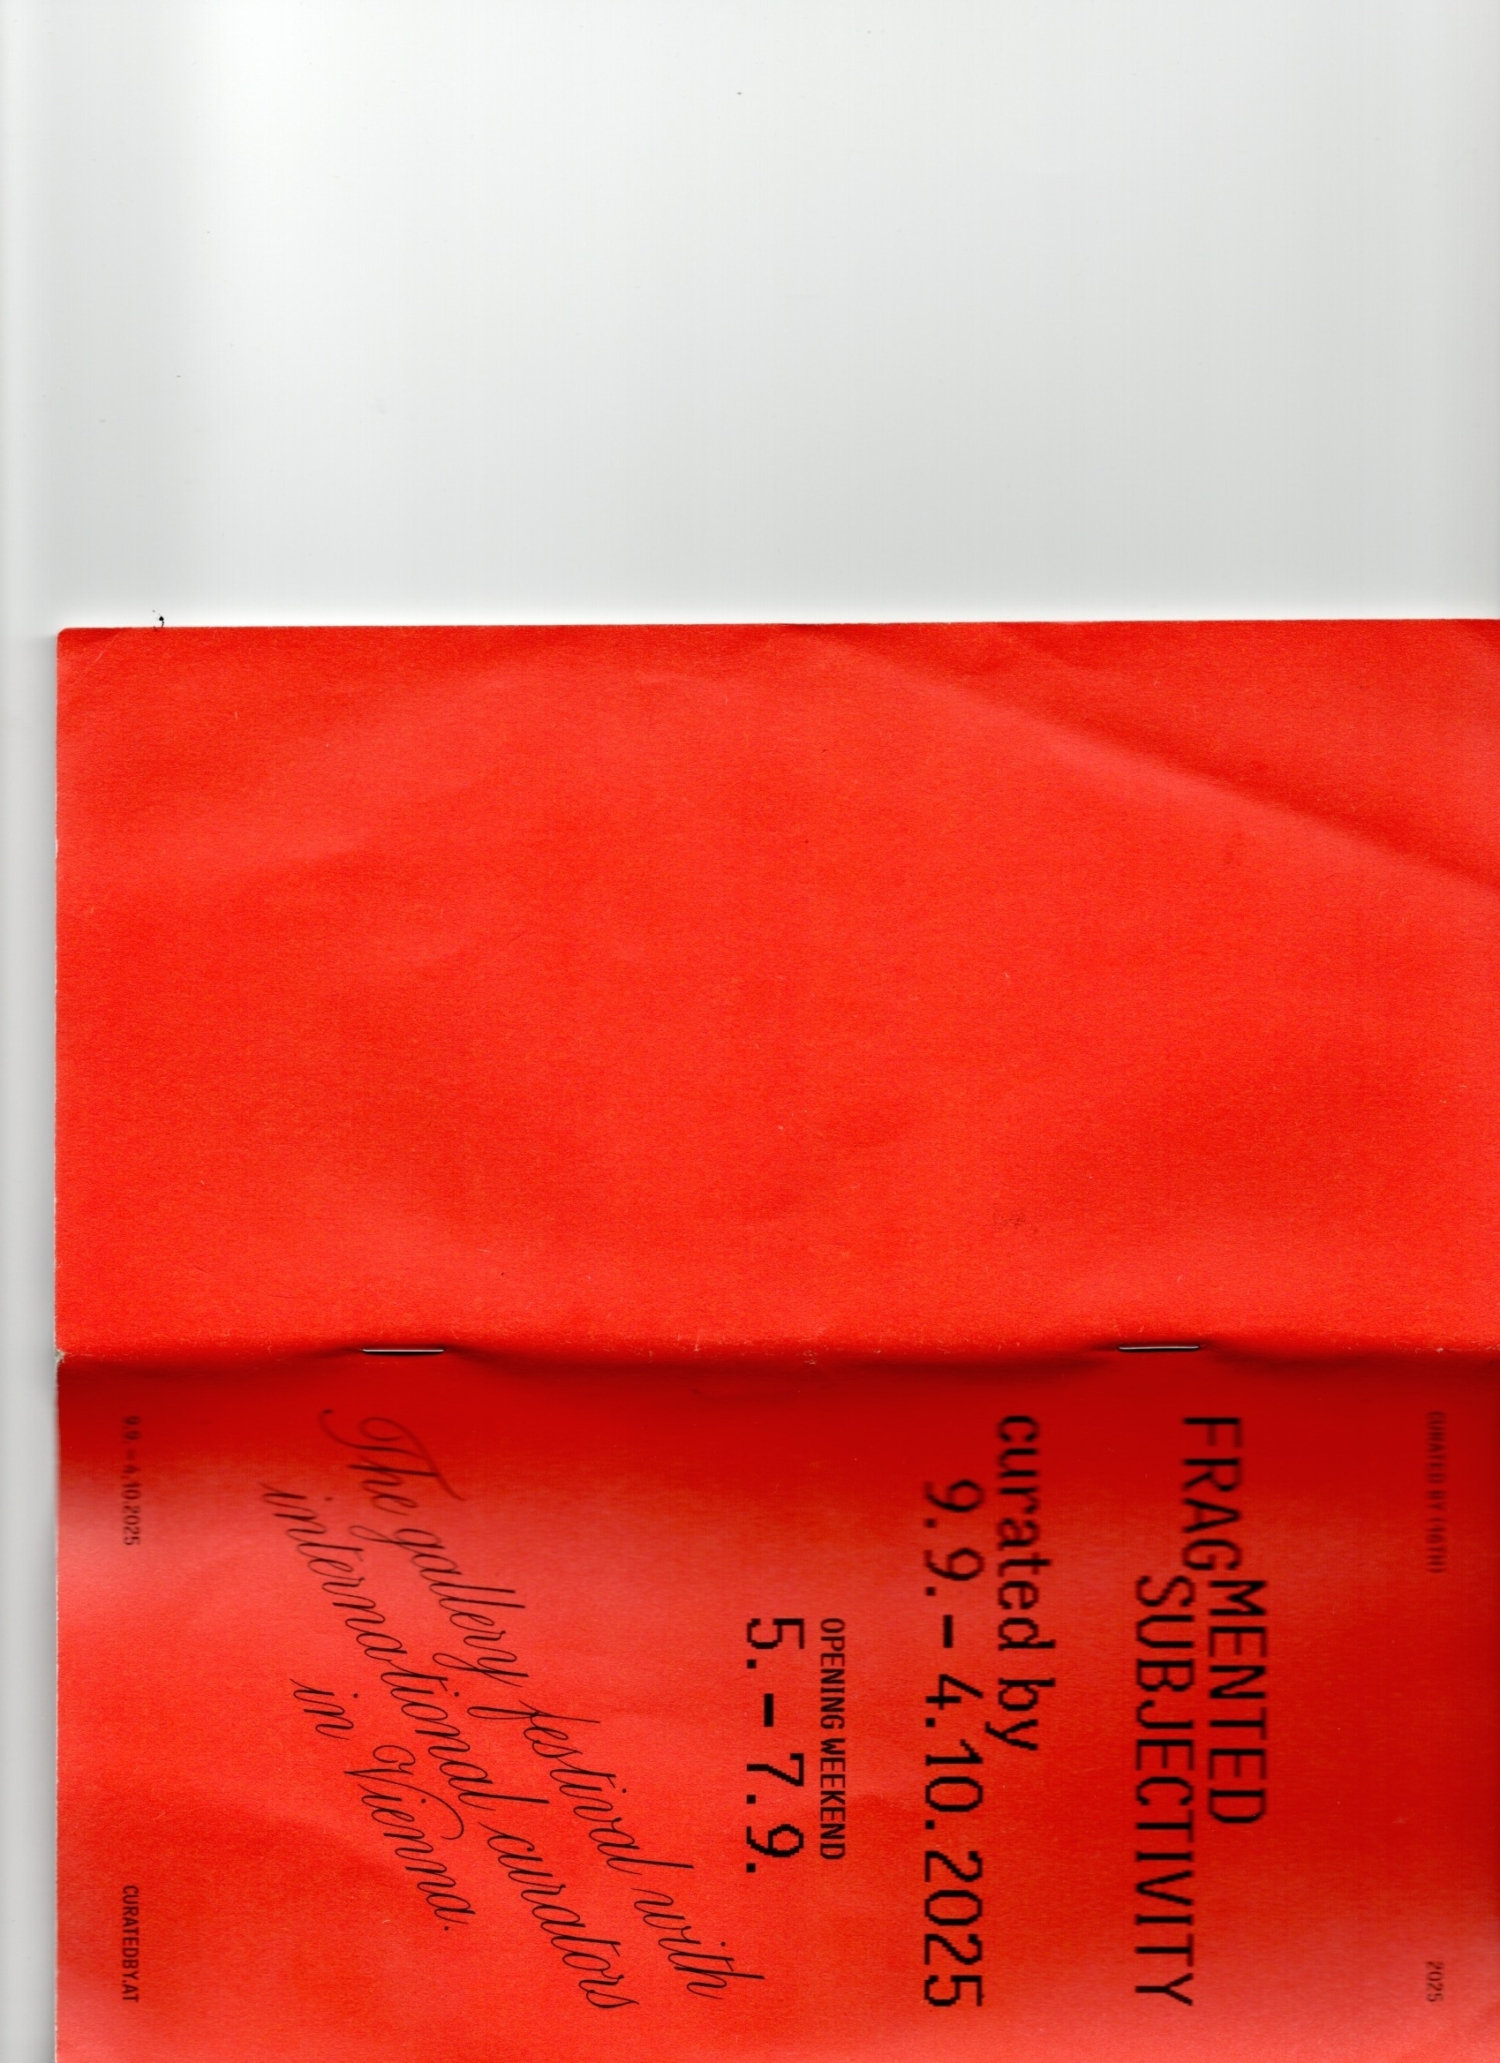 CURATED BY (16TH)
2025
FRAGMENTED
SUBJECTIVITY
curated by
9.9.– 4.10.2025
OPENING WEEKEND
5.– 7.9.
The gallery festival with
international curators
in Vienna.
9.9.–4.10.2025
CURATEDBY.AT